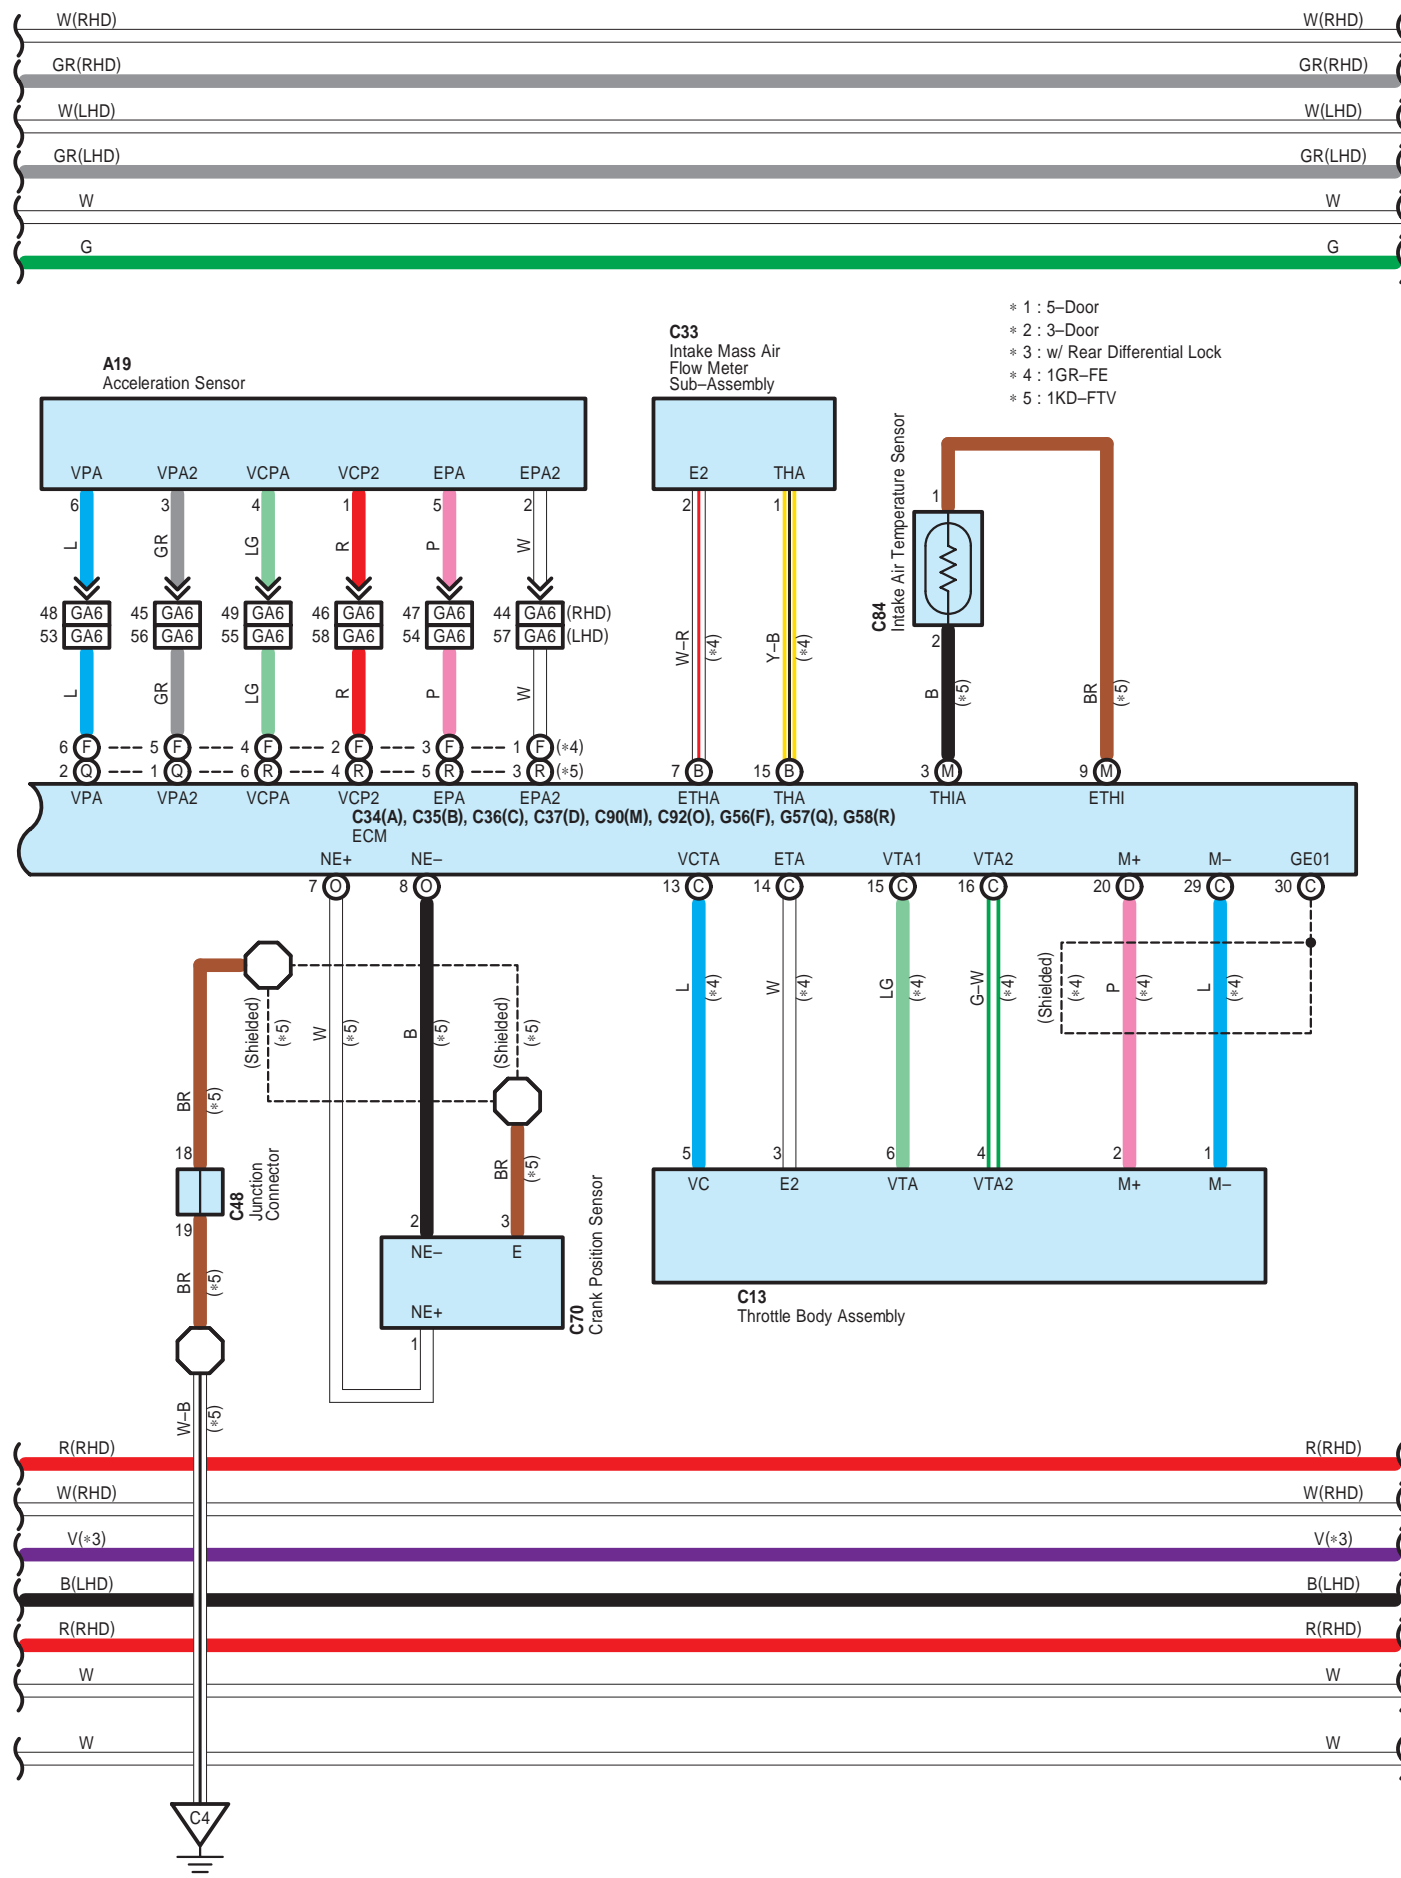 W(RHD) W(RHD)
GR(RHD) GR(RHD)
W(LHD) W(LHD)
GR(LHD) GR(LHD)
W W
G G
∗ 1 : 5–Door
∗ 2 : 3–Door
∗ 3 : w/ Rear Differential Lock
∗ 4 : 1GR–FE
∗ 5 : 1KD–FTV
A19
Acceleration Sensor
C33
Intake Mass Air
Flow Meter
Sub–Assembly
C84
Intake Air Temperature Sensor
VPA VPA2 VCPA VCP2 EPA EPA2 E2 THA
6 3 4 1 5 2 2 1 1
L GR LG R P W
48 GA6 45 GA6 49 GA6 46 GA6 47 GA6 44 GA6 (RHD)
53 GA6 56 GA6 55 GA6 58 GA6 54 GA6 57 GA6 (LHD)
2
W–R (∗4) Y–B (∗4) B (∗5) BR (∗5)
L GR LG R P W
6 F 5 F 4 F 2 F 3 F 1 F (∗4)
2 Q 1 Q 6 R 4 R 5 R 3 R (∗5) 7 B 15 B 3 M 9 M
VPA VPA2 VCPA VCP2 EPA EPA2 ETHA THA THIA ETHI
C34(A), C35(B), C36(C), C37(D), C90(M), C92(O), G56(F), G57(Q), G58(R)
ECM
NE+ NE– VCTA ETA VTA1 VTA2 M+ M– GE01
7 O 8 O 13 C 14 C 15 C 16 C 20 D 29 C 30 C
(Shielded) (∗5) W (∗5) B (∗5) (Shielded) (∗5) L (∗4) W (∗4) LG (∗4) G–W (∗4) (Shielded) (∗4) P (∗4) L (∗4)
BR (∗5)
18 5 3 6 4 2 1
BR (∗5)
VC E2 VTA VTA2 M+ M–
C48
Junction
Connector
19 2 3
NE– E
BR (∗5)
NE+
C70
Crank Position Sensor
C13
Throttle Body Assembly
1
W–B (∗5)
R(RHD) R(RHD)
W(RHD) W(RHD)
V(∗3) V(∗3)
B(LHD) B(LHD)
R(RHD) R(RHD)
W W
W W
C4